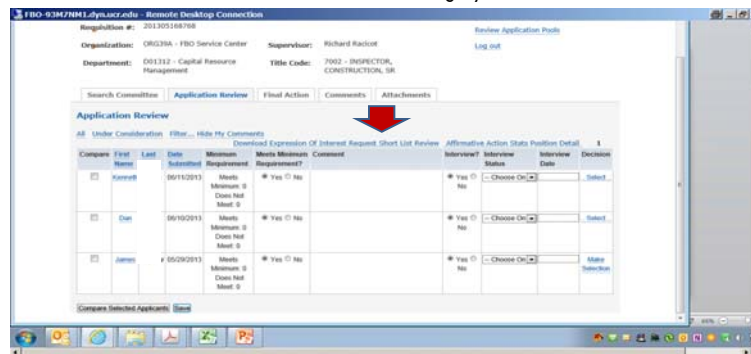 FBO-93M7NM1.dyn.ucr.edu - Remote Desktop Connection
Requisition #: 201305168768
Review Application Pools
Organization: ORG39A - FBO Service Center Supervisor: Richard Racicot
Log out
Department: D01312 - Capital Resource Management Title Code: 7002 - INSPECTOR, CONSTRUCTION, SR
Search Committee Application Review Final Action Comments Attachments
Application Review
All Under Consideration Filter... Hide My Comments
Download Expression Of Interest Request Short List Review Affirmative Action Stats Position Detail 1
Compare First Name Last Date Submitted Minimum Requirement Meets Minimum Requirement? Comment Interview? Interview Status Interview Date Decision
Kenneth 06/11/2013 Meets Minimum: 0 Does Not Meet: 0 Yes No Yes No -- Choose On Select
Dan 06/10/2013 Meets Minimum: 0 Does Not Meet: 0 Yes No Yes No -- Choose On Select
James 05/29/2013 Meets Minimum: 0 Does Not Meet: 0 Yes No Yes No -- Choose On Make Selection
Compare Selected Applicants Save